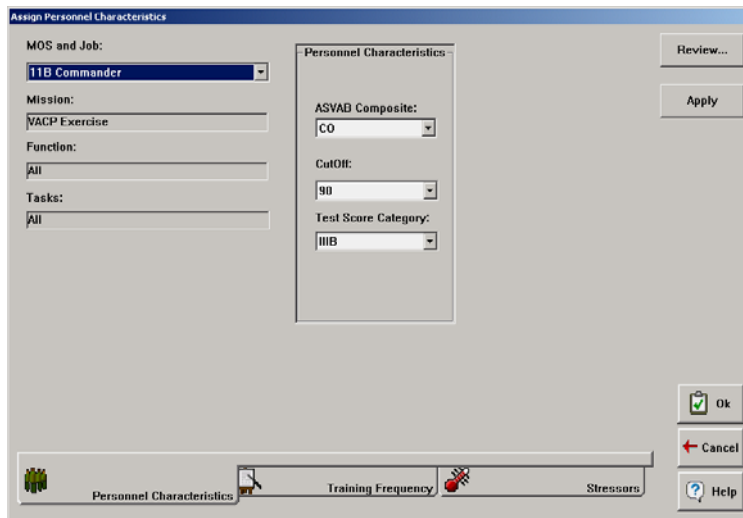 Assign Personnel Characteristics
MOS and Job:
11B Commander
Mission:
VACP Exercise
Function:
All
Tasks:
All
Personnel Characteristics
ASVAB Composite:
CO
CutOff:
90
Test Score Category:
IIIB
Review...
Apply
Ok
Cancel
Help
Personnel Characteristics
Training Frequency
Stressors